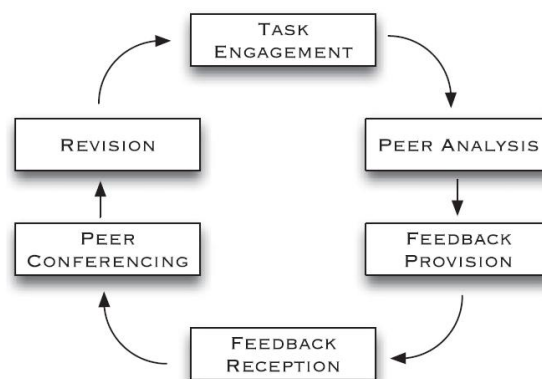 TASK
ENGAGEMENT
PEER ANALYSIS
FEEDBACK
PROVISION
FEEDBACK
RECEPTION
PEER
CONFERENCING
REVISION